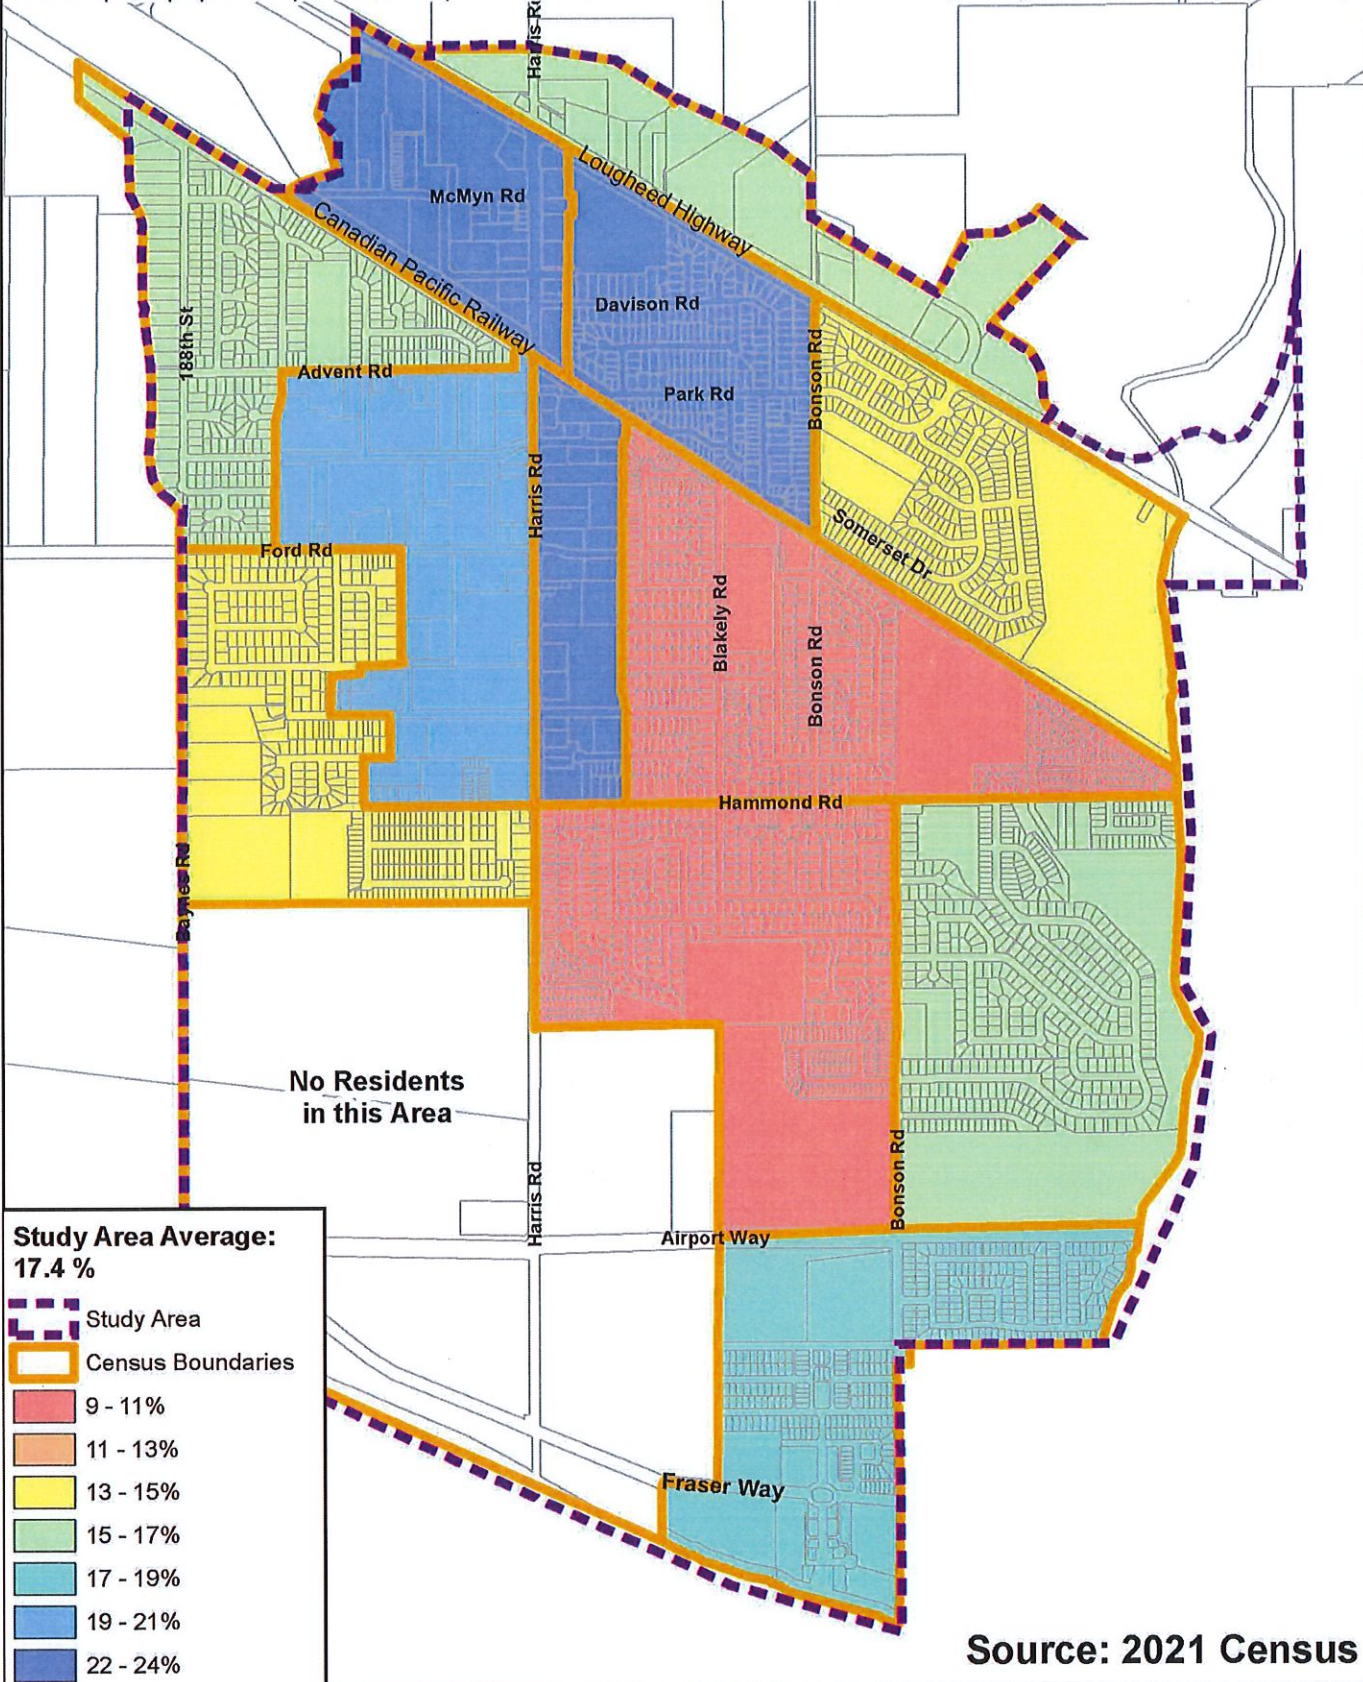 Harris Rd
McMyn Rd
Lougheed Highway
Canadian Pacific Railway
Davison Rd
188th St
Advent Rd
Park Rd
Bonson Rd
Harris Rd
Somerset Dr
Ford Rd
Blakely Rd
Bonson Rd
Hammond Rd
Baynes Rd
No Residents
in this Area
Harris Rd
Bonson Rd
Airport Way
Fraser Way
Study Area Average:
17.4 %
Study Area
Census Boundaries
9 - 11%
11 - 13%
13 - 15%
15 - 17%
17 - 19%
19 - 21%
22 - 24%
Source: 2021 Census